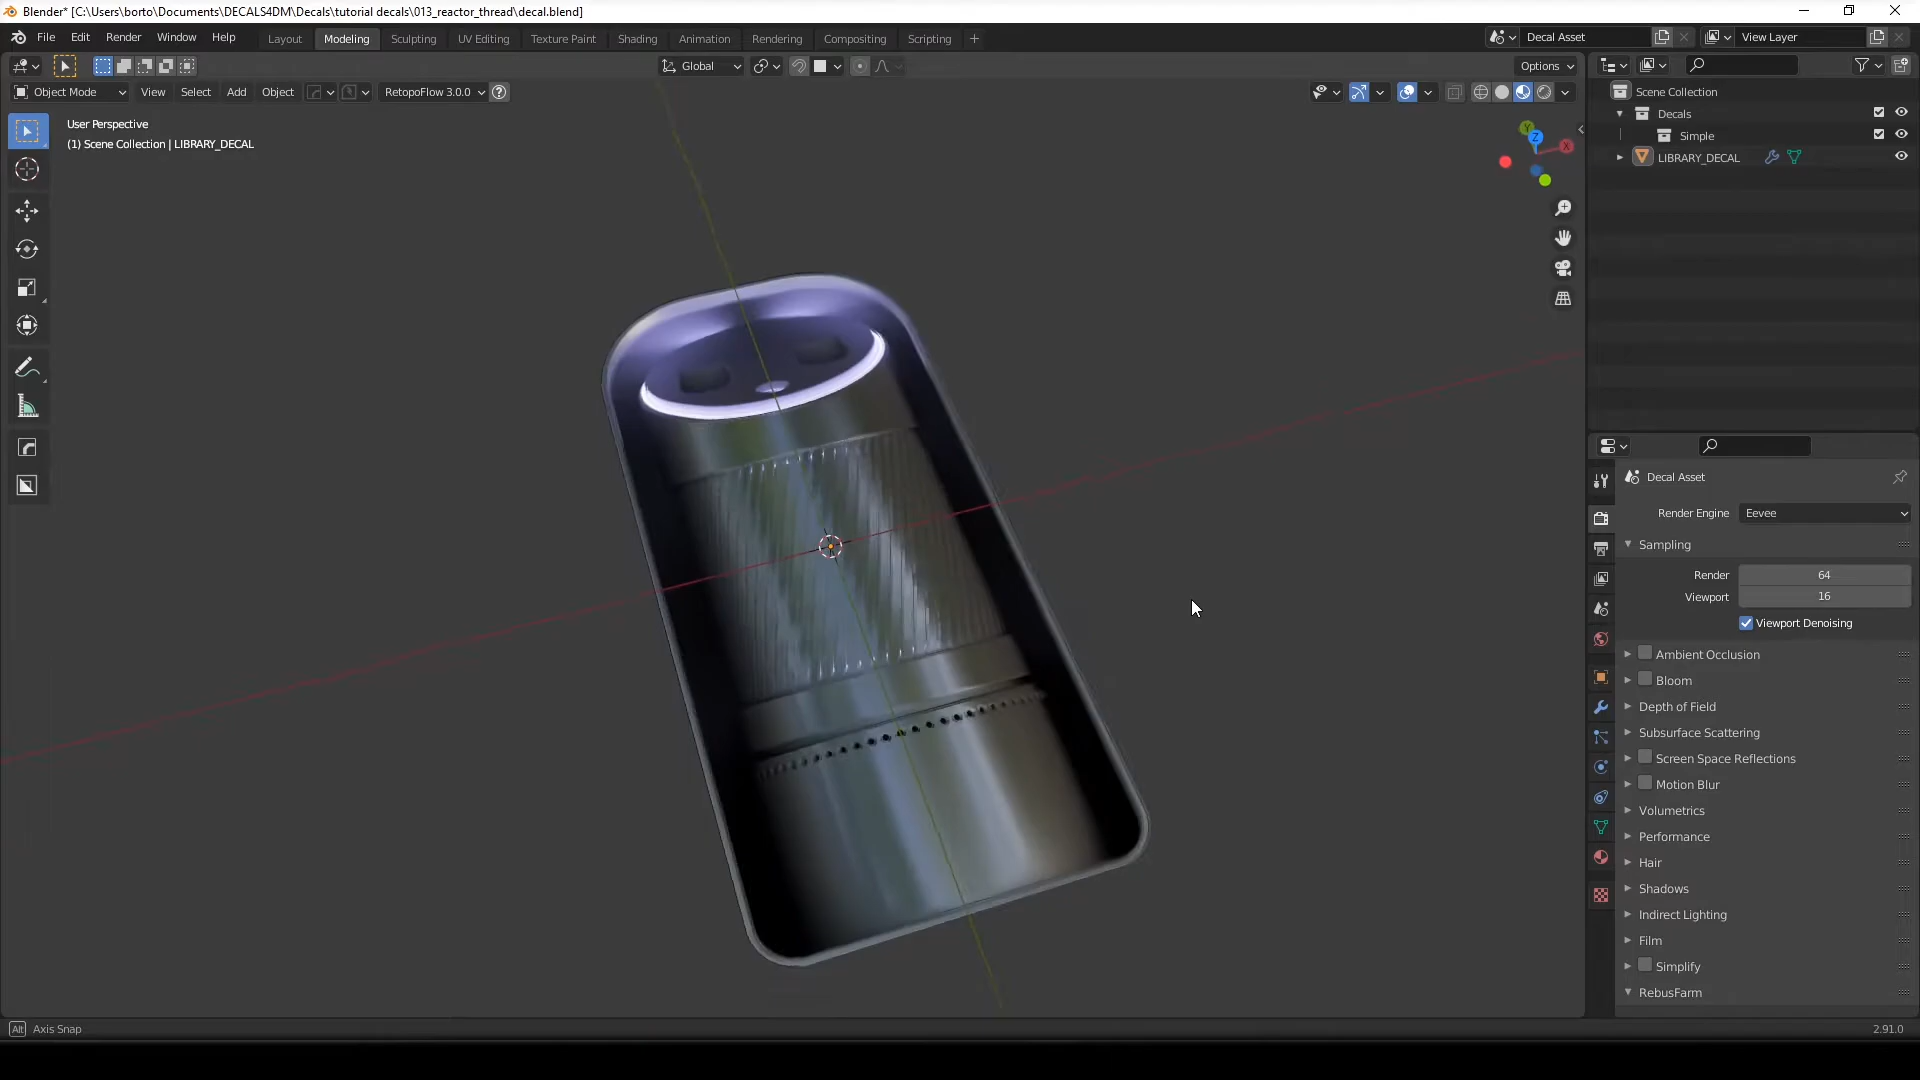 Blender* [C:\Users\borto\Documents\DECALS4DM\Decals\tutorial decals\013_reactor_thread\decal.blend]
File Edit Render Window Help Layout Modeling Sculpting UV Editing Texture Paint Shading Animation Rendering Compositing Scripting + Decal Asset View Layer
Global Options
Object Mode View Select Add Object RetopoFlow 3.0.0 ?
Scene Collection
Decals
Simple
LIBRARY_DECAL
User Perspective
(1) Scene Collection | LIBRARY_DECAL
Y
Z
X
Decal Asset
Render Engine Eevee
Sampling
Render 64
Viewport 16
Viewport Denoising
Ambient Occlusion
Bloom
Depth of Field
Subsurface Scattering
Screen Space Reflections
Motion Blur
Volumetrics
Performance
Hair
Shadows
Indirect Lighting
Film
Simplify
RebusFarm
Alt Axis Snap 2.91.0